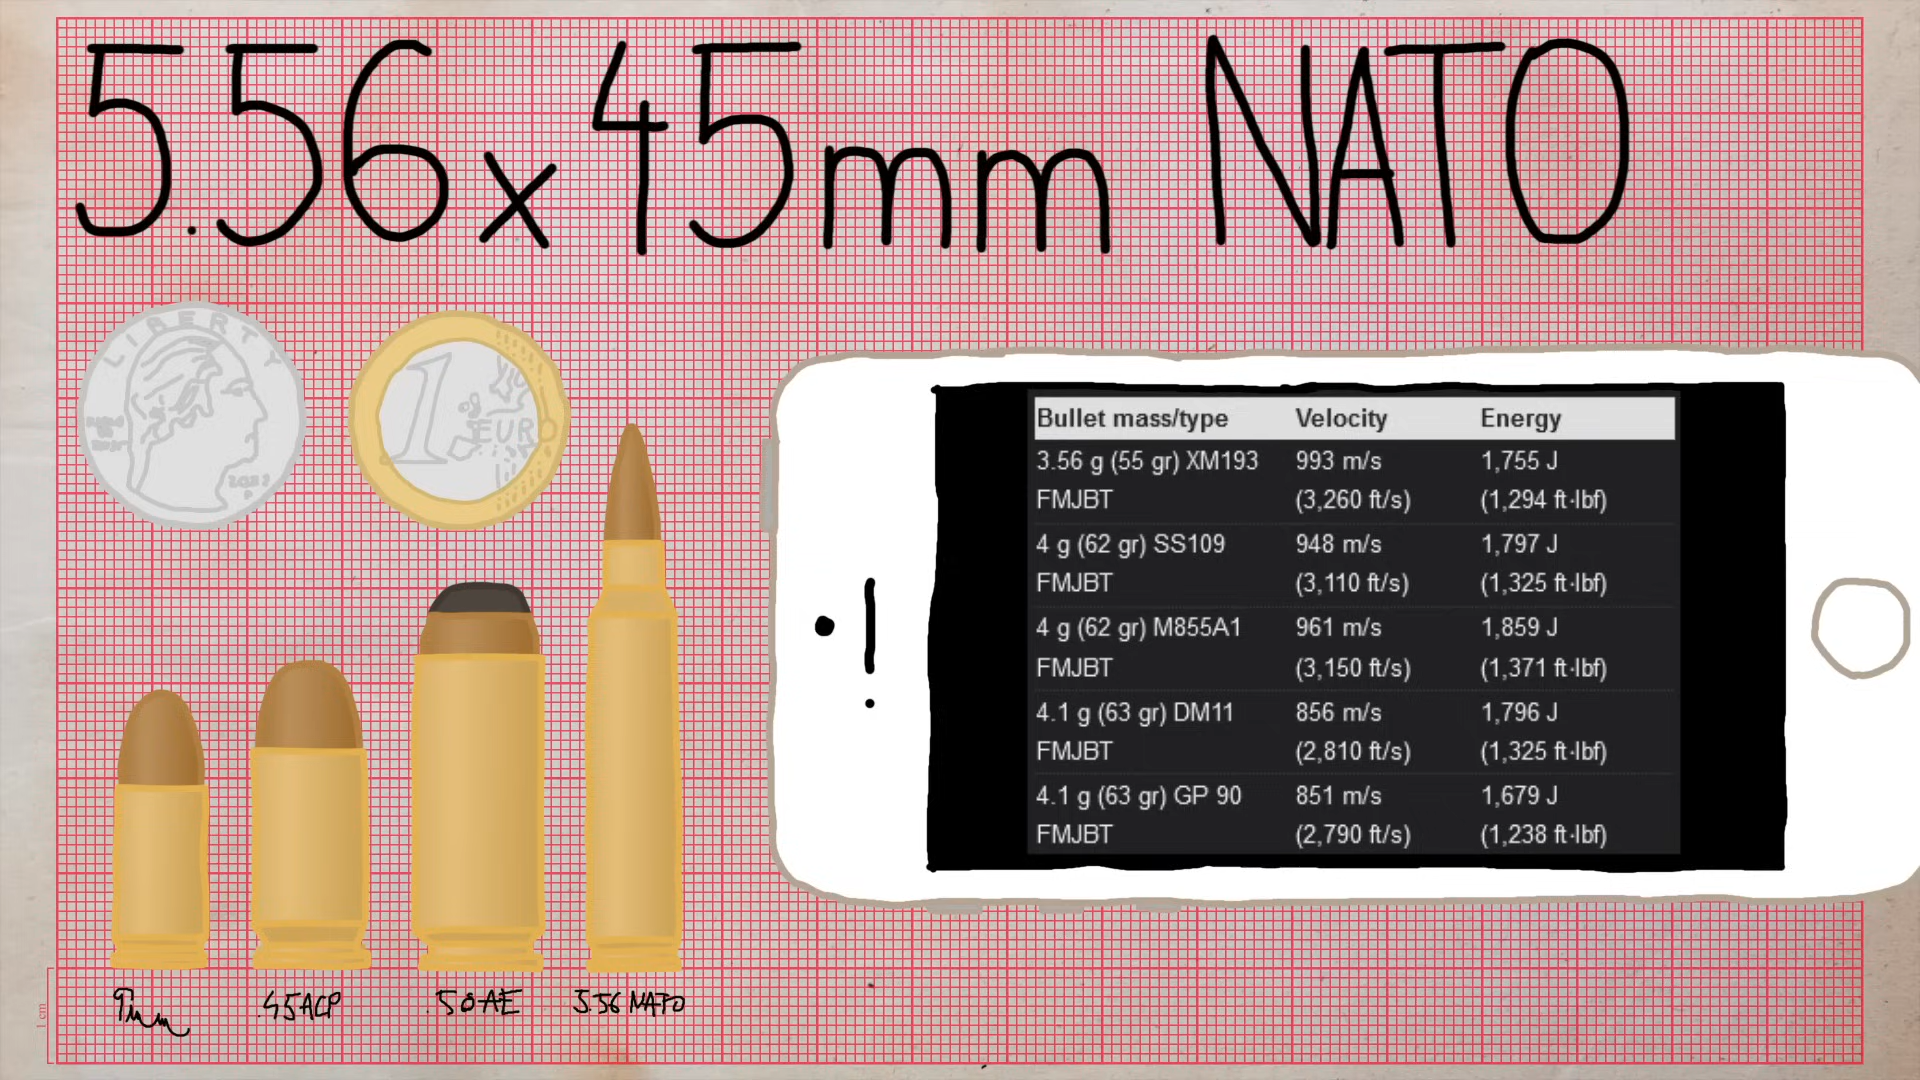 5.56x45mm NATO
LIBERTY
1 EURO
Bullet mass/type Velocity Energy
3.56 g (55 gr) XM193 993 m/s 1,755 J
FMJBT (3,260 ft/s) (1,294 ft·lbf)
4 g (62 gr) SS109 948 m/s 1,797 J
FMJBT (3,110 ft/s) (1,325 ft·lbf)
4 g (62 gr) M855A1 961 m/s 1,859 J
FMJBT (3,150 ft/s) (1,371 ft·lbf)
4.1 g (63 gr) DM11 856 m/s 1,796 J
FMJBT (2,810 ft/s) (1,325 ft·lbf)
4.1 g (63 gr) GP 90 851 m/s 1,679 J
FMJBT (2,790 ft/s) (1,238 ft·lbf)
9mm .45ACP .50AE 5.56 NATO
1 cm